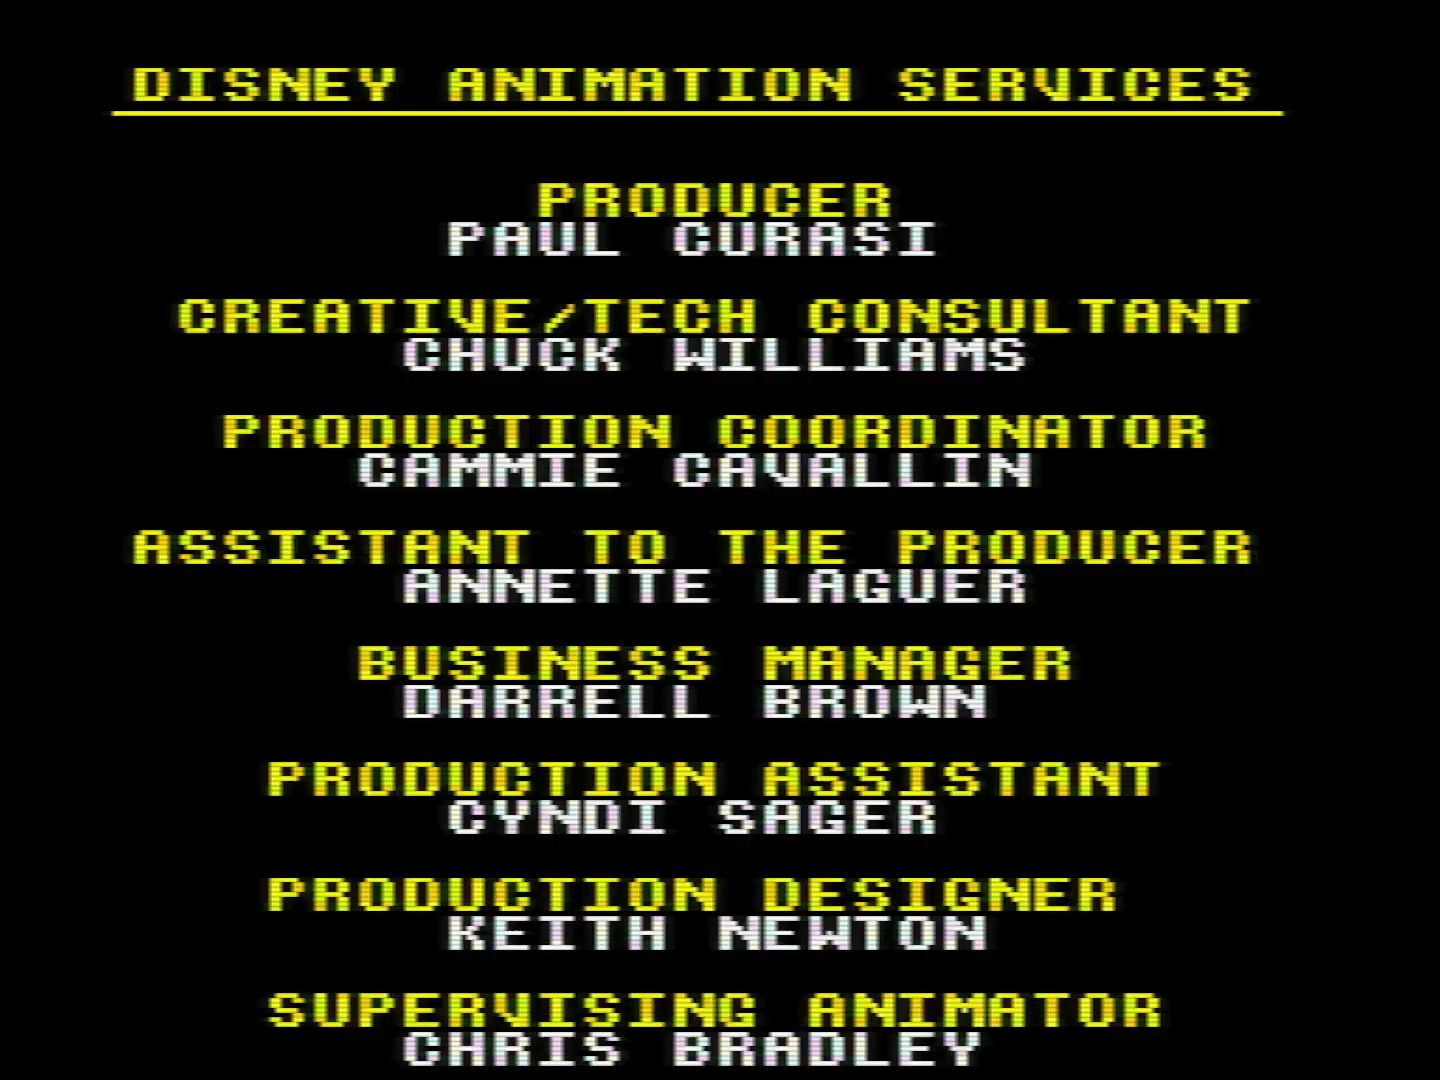 DISNEY ANIMATION SERVICES
PRODUCER
PAUL CURASI
CREATIVE/TECH CONSULTANT
CHUCK WILLIAMS
PRODUCTION COORDINATOR
CAMMIE CAVALLIN
ASSISTANT TO THE PRODUCER
ANNETTE LAGUER
BUSINESS MANAGER
DARRELL BROWN
PRODUCTION ASSISTANT
CYNDI SAGER
PRODUCTION DESIGNER
KEITH NEWTON
SUPERVISING ANIMATOR
CHRIS BRADLEY